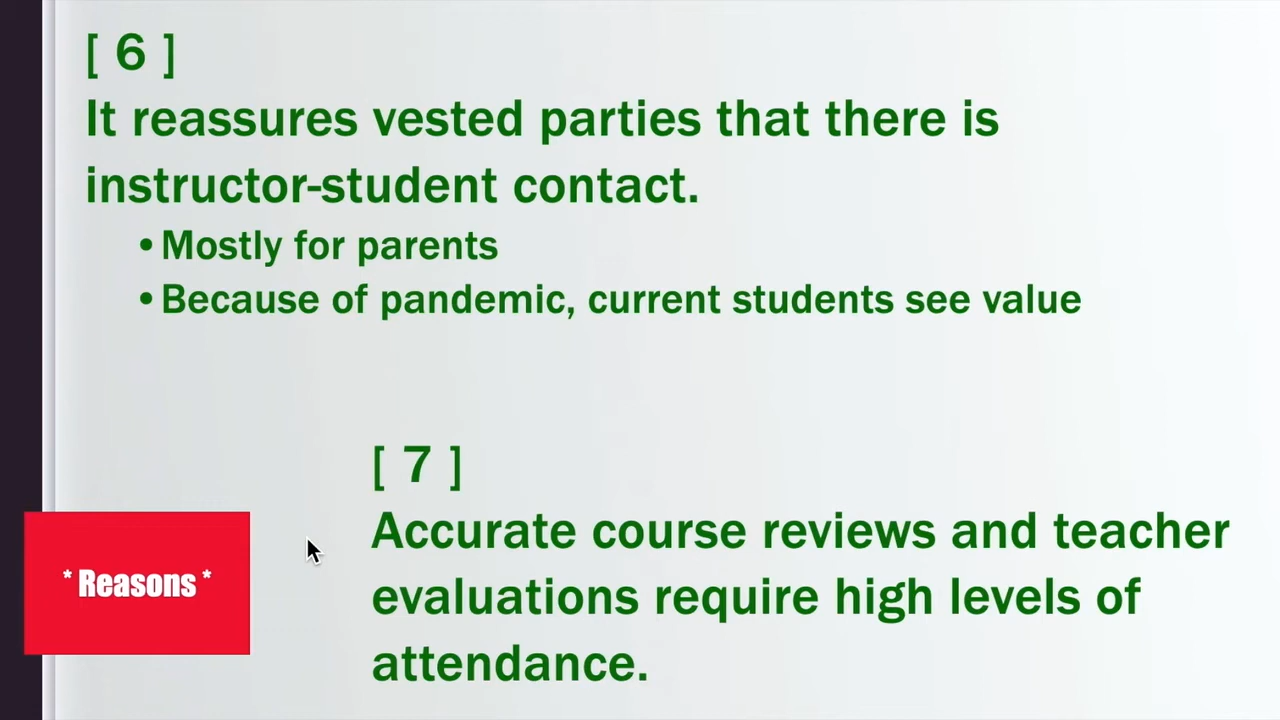 [ 6 ]
It reassures vested parties that there is
instructor-student contact.
•Mostly for parents
•Because of pandemic, current students see value
[ 7 ]
Accurate course reviews and teacher
evaluations require high levels of
attendance.
* Reasons *